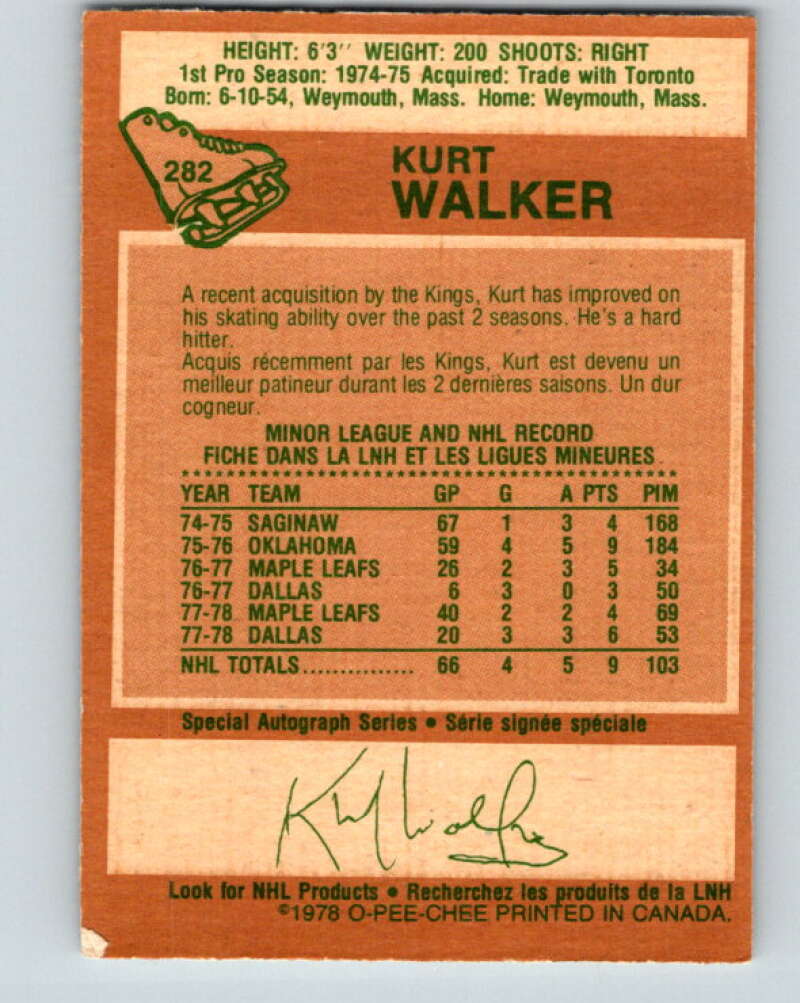 HEIGHT: 6'3'' WEIGHT: 200 SHOOTS: RIGHT
1st Pro Season: 1974-75 Acquired: Trade with Toronto
Born: 6-10-54, Weymouth, Mass. Home: Weymouth, Mass.
282
KURT
WALKER
A recent acquisition by the Kings, Kurt has improved on
his skating ability over the past 2 seasons. He's a hard
hitter.
Acquis récemment par les Kings, Kurt est devenu un
meilleur patineur durant les 2 dernières saisons. Un dur
cogneur.
MINOR LEAGUE AND NHL RECORD
FICHE DANS LA LNH ET LES LIGUES MINEURES
YEAR TEAM GP G A PTS PIM
74-75 SAGINAW 67 1 3 4 168
75-76 OKLAHOMA 59 4 5 9 184
76-77 MAPLE LEAFS 26 2 3 5 34
76-77 DALLAS 6 3 0 3 50
77-78 MAPLE LEAFS 40 2 2 4 69
77-78 DALLAS 20 3 3 6 53
NHL TOTALS............... 66 4 5 9 103
Special Autograph Series • Série signée spéciale
Kurt Walker
Look for NHL Products • Recherchez les produits de la LNH
©1978 O-PEE-CHEE PRINTED IN CANADA.